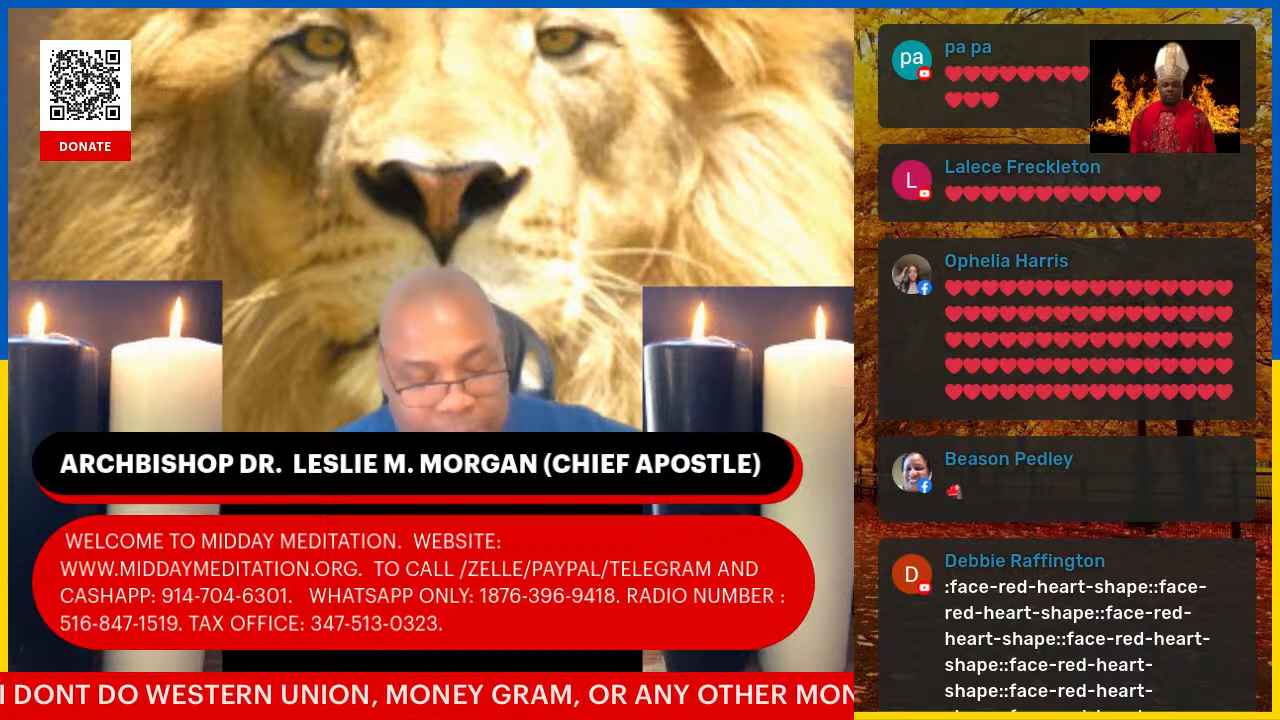 DONATE
ARCHBISHOP DR. LESLIE M. MORGAN (CHIEF APOSTLE)
WELCOME TO MIDDAY MEDITATION. WEBSITE:
WWW.MIDDAYMEDITATION.ORG. TO CALL /ZELLE/PAYPAL/TELEGRAM AND
CASHAPP: 914-704-6301. WHATSAPP ONLY: 1876-396-9418. RADIO NUMBER :
516-847-1519. TAX OFFICE: 347-513-0323.
I DONT DO WESTERN UNION, MONEY GRAM, OR ANY OTHER MON
pa
pa pa
L
Lalece Freckleton
Ophelia Harris
Beason Pedley
D
Debbie Raffington
:face-red-heart-shape::face-
red-heart-shape::face-red-
heart-shape::face-red-heart-
shape::face-red-heart-
shape::face-red-heart-